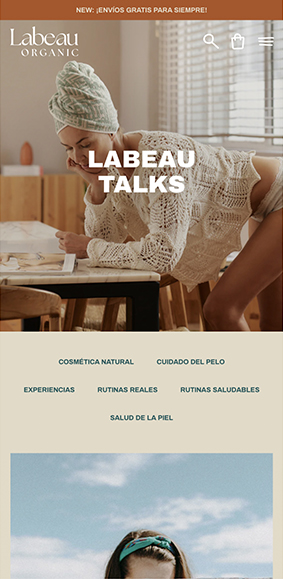 NEW: ¡ENVÍOS GRATIS PARA SIEMPRE!
Labeau
ORGANIC
LABEAU
TALKS
COSMÉTICA NATURAL CUIDADO DEL PELO
EXPERIENCIAS RUTINAS REALES RUTINAS SALUDABLES
SALUD DE LA PIEL